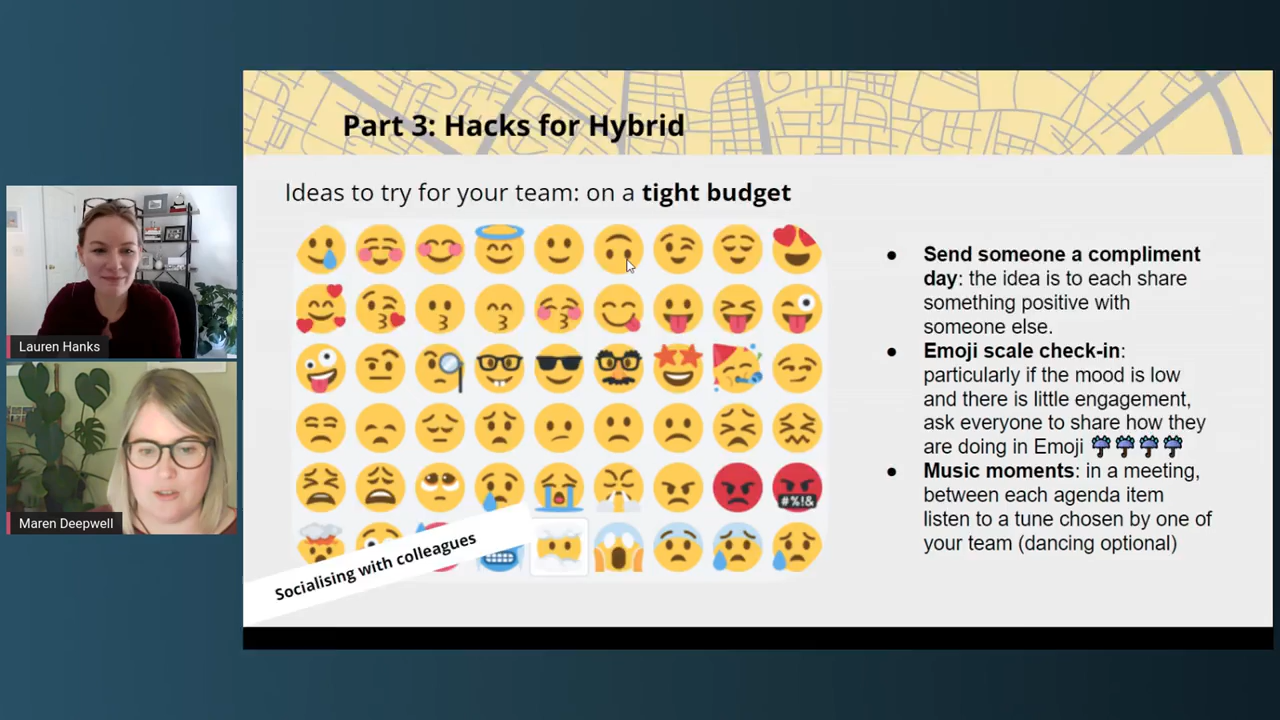 Part 3: Hacks for Hybrid
Ideas to try for your team: on a tight budget
Lauren Hanks
Maren Deepwell
#%!&
Socialising with colleagues
● Send someone a compliment
day: the idea is to each share
something positive with
someone else.
● Emoji scale check-in:
particularly if the mood is low
and there is little engagement,
ask everyone to share how they
are doing in Emoji ☔☔☔☔
● Music moments: in a meeting,
between each agenda item
listen to a tune chosen by one of
your team (dancing optional)